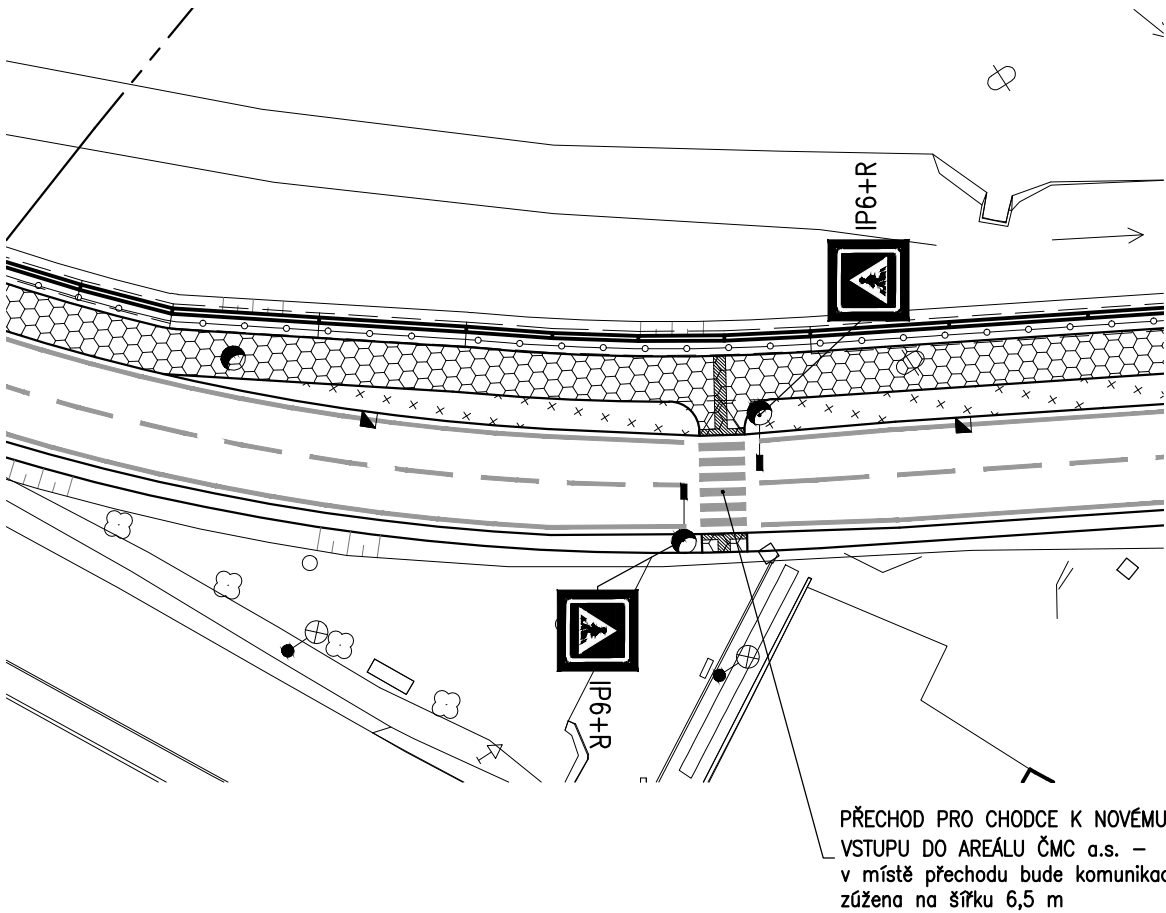 IP6+R
IP6+R
PŘECHOD PRO CHODCE K NOVÉMU
VSTUPU DO AREÁLU ČMC a.s. –
v místě přechodu bude komunikac
zúžena na šířku 6,5 m